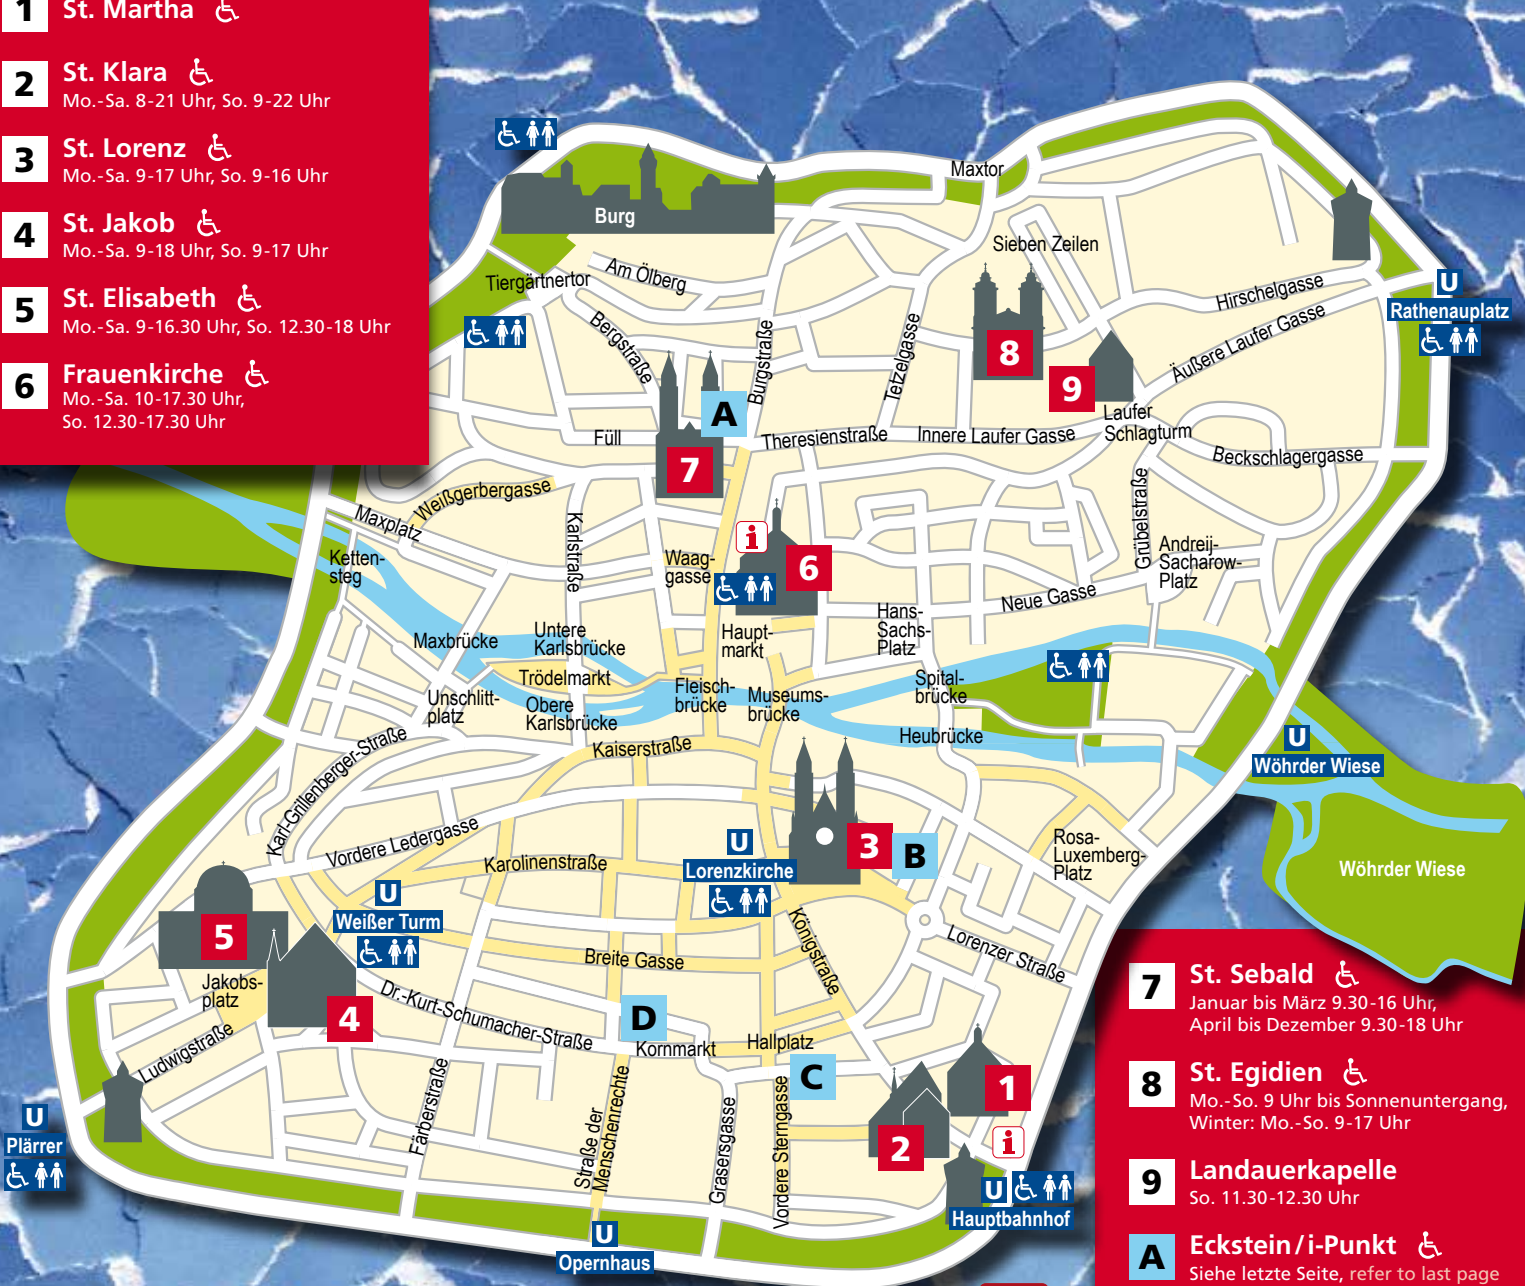 1 St. Martha
2 St. Klara
Mo.-Sa. 8-21 Uhr, So. 9-22 Uhr
3 St. Lorenz
Mo.-Sa. 9-17 Uhr, So. 9-16 Uhr
4 St. Jakob
Mo.-Sa. 9-18 Uhr, So. 9-17 Uhr
5 St. Elisabeth
Mo.-Sa. 9-16.30 Uhr, So. 12.30-18 Uhr
6 Frauenkirche
Mo.-Sa. 10-17.30 Uhr,
So. 12.30-17.30 Uhr
Burg
Maxtor
Sieben Zeilen
Tiergärtnertor
Am Ölberg
Bergstraße
Burgstraße
Tetzelgasse
Hirschelgasse
Äußere Laufer Gasse
U
Rathenauplatz
8
9
A
7
Füll
Theresienstraße
Innere Laufer Gasse
Laufer
Schlagturm
Beckschlagergasse
Weißgerbergasse
Maxplatz
Karlstraße
Ketten-
steg
Waag-
gasse
i
6
Grübelstraße
Andreij-
Sacharow-
Platz
Neue Gasse
Hans-
Sachs-
Platz
Haupt-
markt
Maxbrücke
Untere
Karlsbrücke
Trödelmarkt
Unschlitt-
platz
Obere
Karlsbrücke
Fleisch-
brücke
Museums-
brücke
Spital-
brücke
Heubrücke
Kaiserstraße
U
Wöhrder Wiese
Wöhrder Wiese
Karl-Grillenberger-Straße
Vordere Ledergasse
Karolinenstraße
U
Lorenzkirche
3
B
Rosa-
Luxemberg-
Platz
U
Weißer Turm
5
Jakobs-
platz
4
Breite Gasse
Königstraße
Lorenzer Straße
Dr.-Kurt-Schumacher-Straße
D
Kornmarkt
Hallplatz
C
Ludwigstraße
Färberstraße
Straße der
Menschenrechte
Grasersgasse
Vordere Sterngasse
1
2
i
U
Plärrer
U
Opernhaus
U
Hauptbahnhof
7 St. Sebald
Januar bis März 9.30-16 Uhr,
April bis Dezember 9.30-18 Uhr
8 St. Egidien
Mo.-So. 9 Uhr bis Sonnenuntergang,
Winter: Mo.-So. 9-17 Uhr
9 Landauerkapelle
So. 11.30-12.30 Uhr
A Eckstein/i-Punkt
Siehe letzte Seite, refer to last page